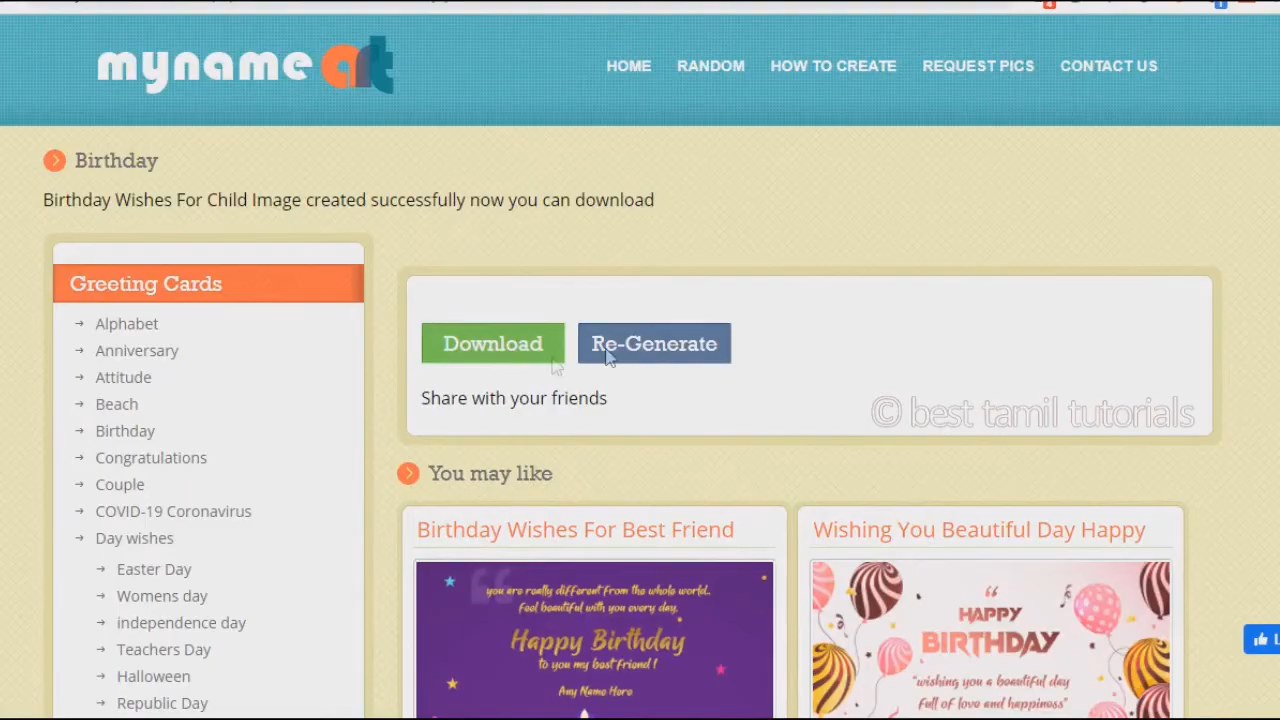 myname art
HOME RANDOM HOW TO CREATE REQUEST PICS CONTACT US
Birthday
Birthday Wishes For Child Image created successfully now you can download
Greeting Cards
Alphabet
Anniversary
Attitude
Beach
Birthday
Congratulations
Couple
COVID-19 Coronavirus
Day wishes
Easter Day
Womens day
independence day
Teachers Day
Halloween
Republic Day
Download Re-Generate
Share with your friends
© best tamil tutorials
You may like
Birthday Wishes For Best Friend
you are really different from the whole world..
feel beautiful with you every day.
Happy Birthday
to you my best friend !
Any Name Here
Wishing You Beautiful Day Happy
HAPPY
BIRTHDAY
"wishing you a beautiful day
Full of love and happiness"